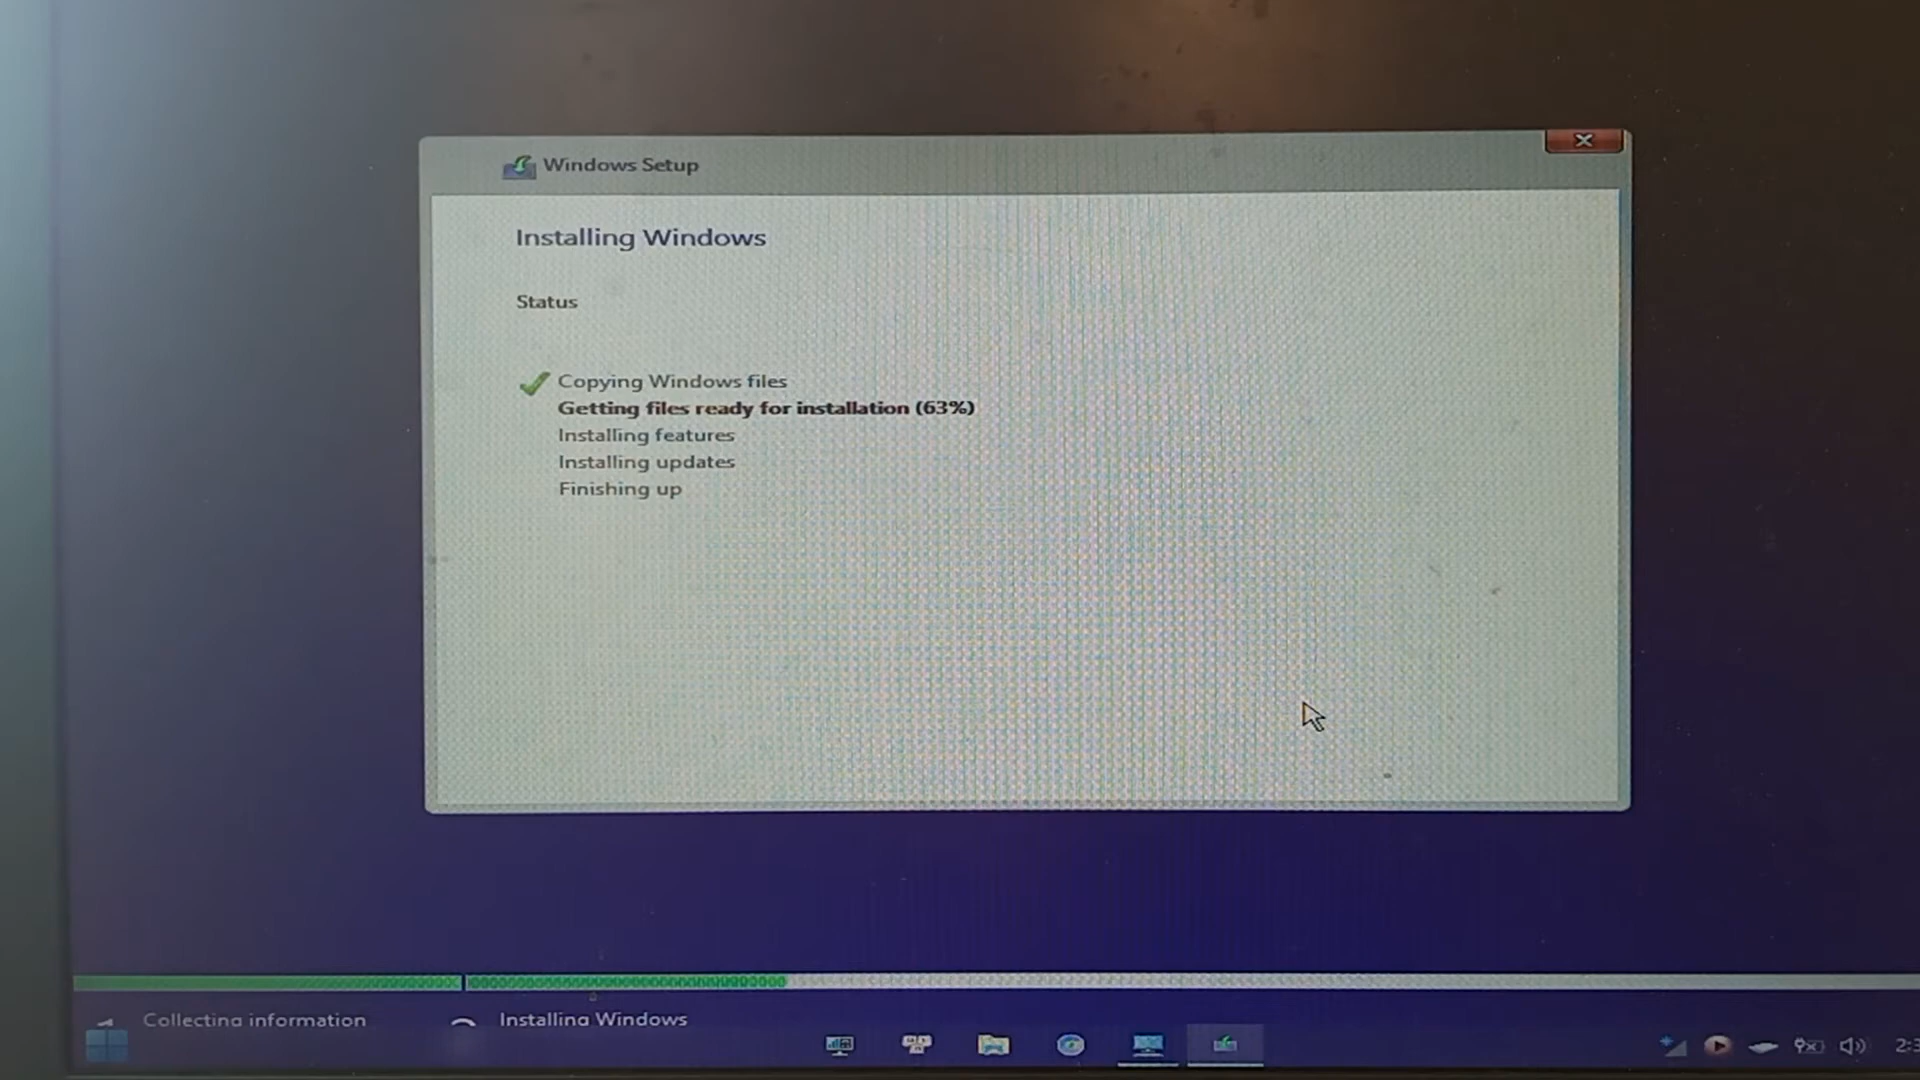 Windows Setup
Installing Windows
Status
Copying Windows files
Getting files ready for installation (63%)
Installing features
Installing updates
Finishing up
Collecting information
Installing Windows